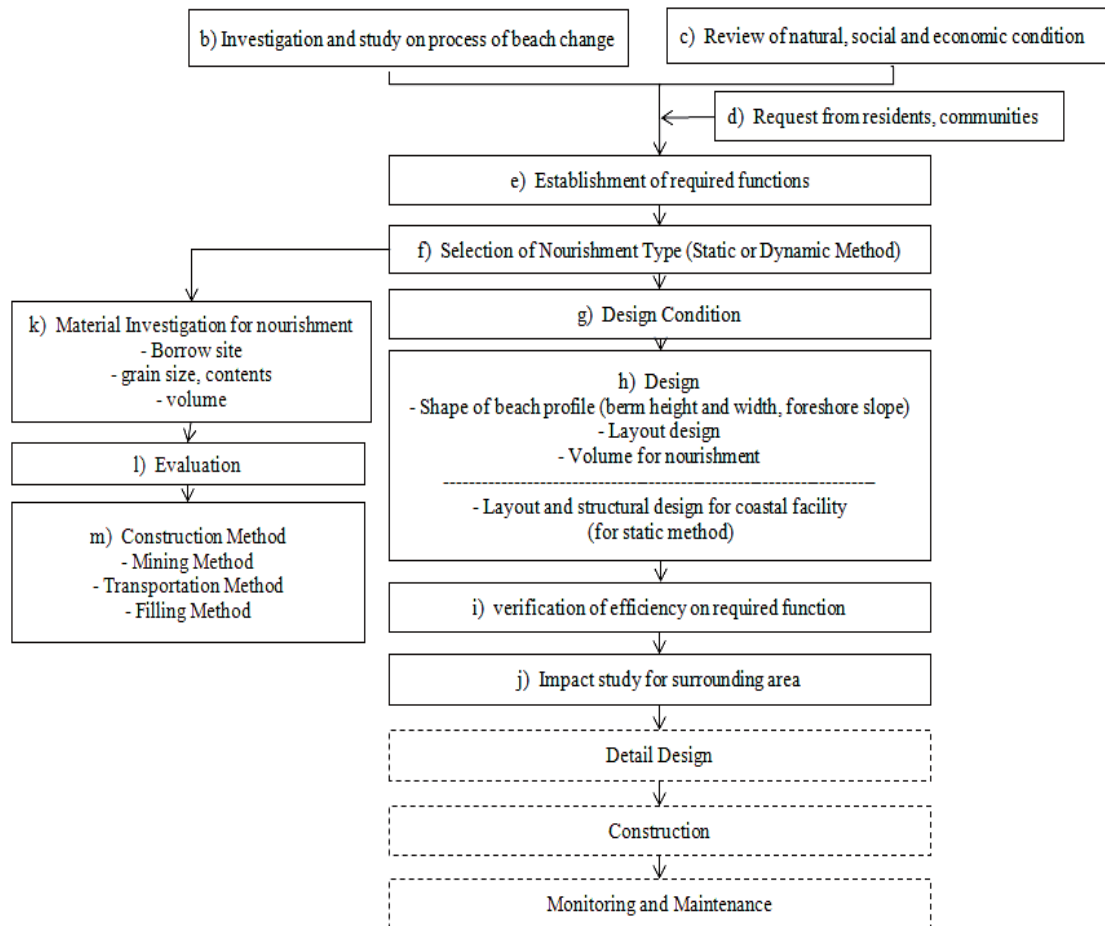 b) Investigation and study on process of beach change
c) Review of natural, social and economic condition
d) Request from residents, communities
e) Establishment of required functions
f) Selection of Nourishment Type (Static or Dynamic Method)
k) Material Investigation for nourishment
- Borrow site
- grain size, contents
- volume
g) Design Condition
h) Design
- Shape of beach profile (berm height and width, foreshore slope)
- Layout design
- Volume for nourishment
- Layout and structural design for coastal facility
(for static method)
l) Evaluation
m) Construction Method
- Mining Method
- Transportation Method
- Filling Method
i) verification of efficiency on required function
j) Impact study for surrounding area
Detail Design
Construction
Monitoring and Maintenance